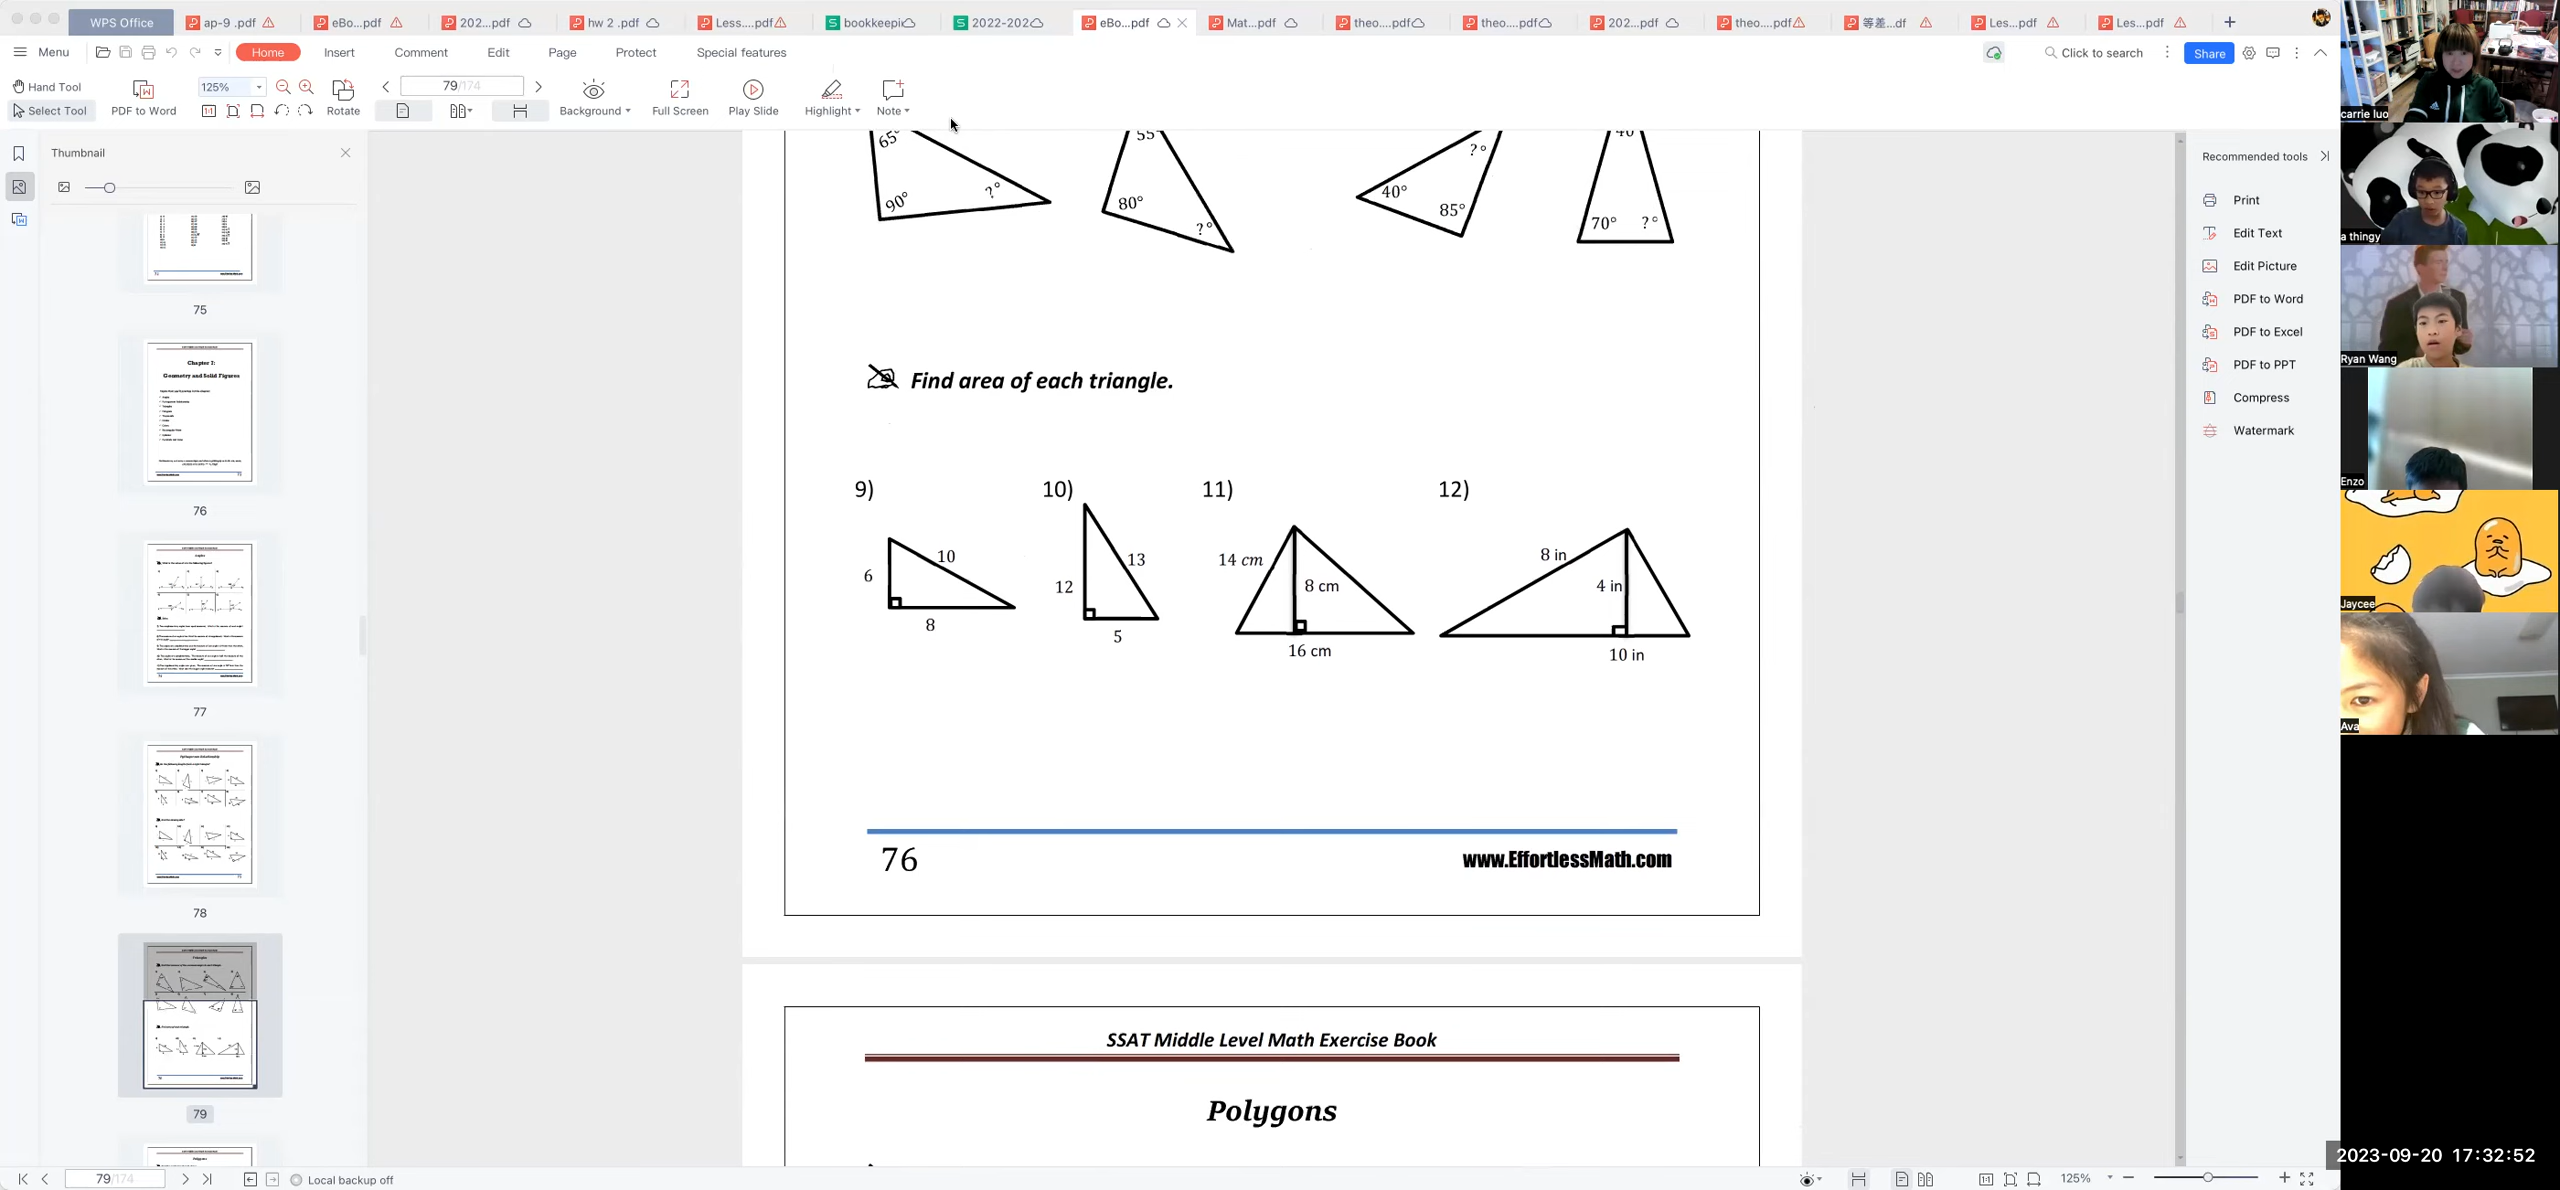 WPS Office
ap-9 .pdf
eBo...pdf
202...pdf
hw 2 .pdf
Less....pdf
bookkeepi
2022-202
eBo...pdf
Mat...pdf
theo....pdf
theo....pdf
202...pdf
theo....pdf
等差...df
Les...pdf
Les...pdf
Menu
Home
Insert
Comment
Edit
Page
Protect
Special features
Click to search
Share
Hand Tool
Select Tool
PDF to Word
125%
Rotate
79/174
Background
Full Screen
Play Slide
Highlight
Note
Thumbnail
75
Chapter 7:
Geometry and Solid Figures
76
77
78
79
65°
90°
?°
55°
80°
?°
?°
40°
85°
40°
70°
?°
Find area of each triangle.
9)
10)
11)
12)
6
10
8
12
13
5
14 cm
8 cm
16 cm
8 in
4 in
10 in
76
www.EffortlessMath.com
SSAT Middle Level Math Exercise Book
Polygons
Recommended tools
Print
Edit Text
Edit Picture
PDF to Word
PDF to Excel
PDF to PPT
Compress
Watermark
carrie luo
a thingy
Ryan Wang
Enzo
Jaycee
Ava
2023-09-20 17:32:52
79/174
Local backup off
125%